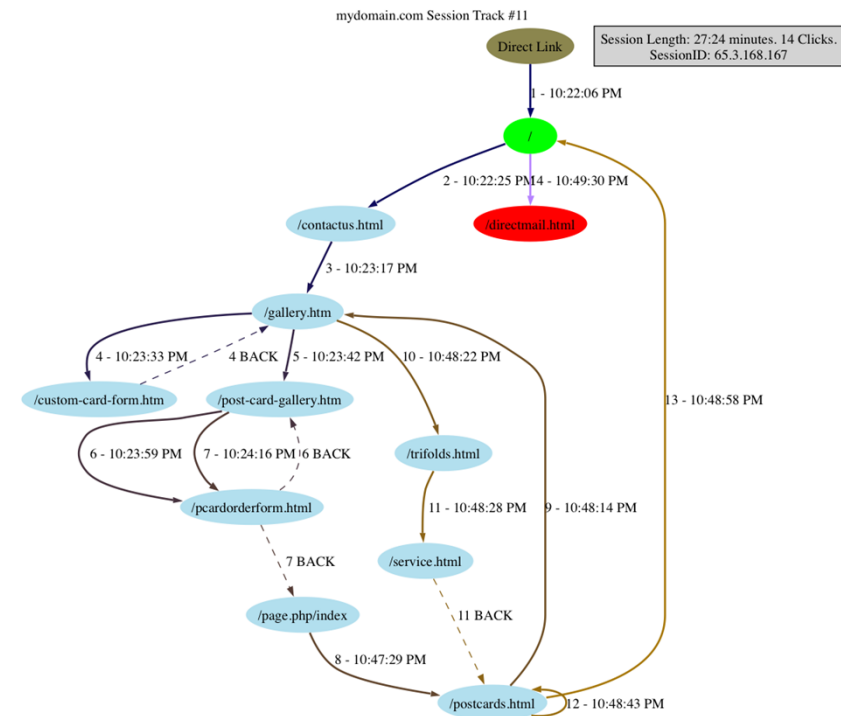 mydomain.com Session Track #11
Direct Link
Session Length: 27:24 minutes. 14 Clicks.
SessionID: 65.3.168.167
1 - 10:22:06 PM
/
2 - 10:22:25 PM
14 - 10:49:30 PM
/contactus.html
/directmail.html
3 - 10:23:17 PM
/gallery.htm
4 - 10:23:33 PM
4 BACK
5 - 10:23:42 PM
10 - 10:48:22 PM
/custom-card-form.htm
/post-card-gallery.htm
13 - 10:48:58 PM
6 - 10:23:59 PM
7 - 10:24:16 PM
6 BACK
/trifolds.html
/pcardorderform.html
11 - 10:48:28 PM
9 - 10:48:14 PM
7 BACK
/service.html
/page.php/index
11 BACK
8 - 10:47:29 PM
/postcards.html
12 - 10:48:43 PM